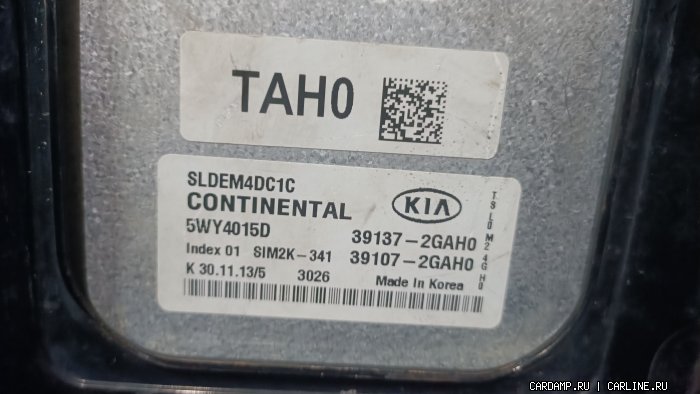 TAH0
SLDEM4DC1C
CONTINENTAL
KIA
5WY4015D
39137-2GAH0
Index 01 SIM2K-341 39107-2GAH0
K 30.11.13/5 3026 Made In Korea
TSL0M24GH0
CARDAMP.RU | CARLINE.RU